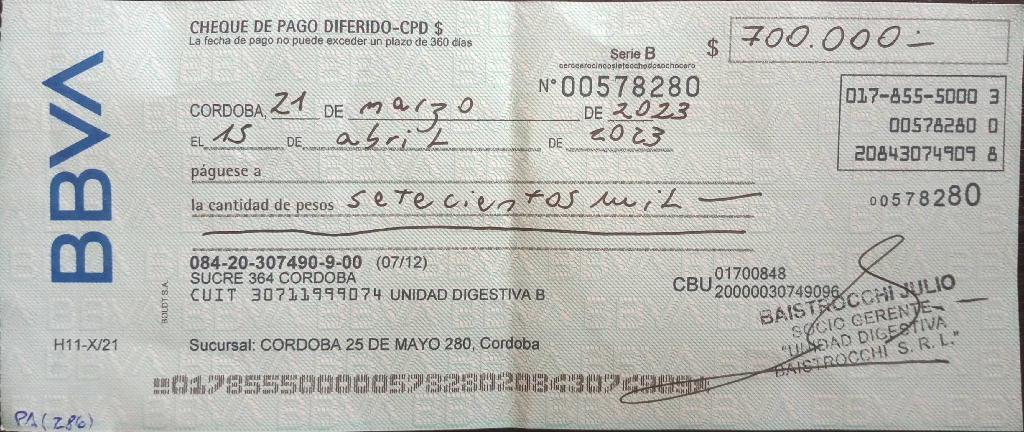 BBVA
CHEQUE DE PAGO DIFERIDO-CPD $
La fecha de pago no puede exceder un plazo de 360 días
$ 700.000=
Serie B
cerocerocincosieteochodosochocero
N° 00578280
017-855-5000 3
00578280 0
20843074909 8
00578280
CORDOBA, 21 DE marzo DE 2023
EL 15 DE abril DE 2023
páguese a
la cantidad de pesos setecientos mil
084-20-307490-9-00 (07/12)
SUCRE 364 CORDOBA
CUIT 30711999074 UNIDAD DIGESTIVA B
CBU 01700848
20000030749096
BAISTROCCHI JULIO
SOCIO GERENTE
"UNIDAD DIGESTIVA
BAISTROCCHI S. R. L."
BOLDT S.A.
H11-X/21
Sucursal: CORDOBA 25 DE MAYO 280, Cordoba
PA (286)